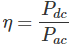 η = P_dc / P_ac